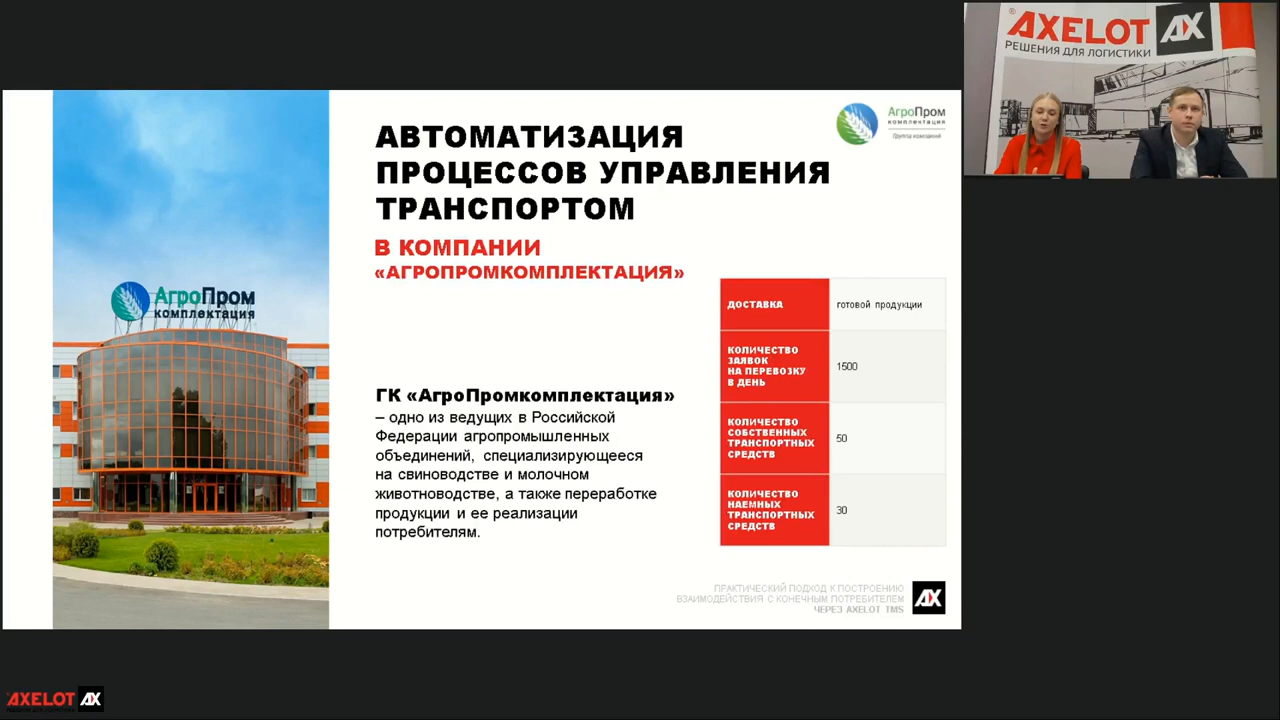 АВТОМАТИЗАЦИЯ
ПРОЦЕССОВ УПРАВЛЕНИЯ
ТРАНСПОРТОМ
В КОМПАНИИ
«АГРОПРОМКОМПЛЕКТАЦИЯ»
АгроПром
комплектация
Группа компаний
АгроПром
комплектация
ГК «АгроПромкомплектация»
– одно из ведущих в Российской
Федерации агропромышленных
объединений, специализирующееся
на свиноводстве и молочном
животноводстве, а также переработке
продукции и ее реализации
потребителям.
ДОСТАВКА
готовой продукции
КОЛИЧЕСТВО
ЗАЯВОК
НА ПЕРЕВОЗКУ
В ДЕНЬ
1500
КОЛИЧЕСТВО
СОБСТВЕННЫХ
ТРАНСПОРТНЫХ
СРЕДСТВ
50
КОЛИЧЕСТВО
НАЕМНЫХ
ТРАНСПОРТНЫХ
СРЕДСТВ
30
ПРАКТИЧЕСКИЙ ПОДХОД К ПОСТРОЕНИЮ
ВЗАИМОДЕЙСТВИЯ С КОНЕЧНЫМ ПОТРЕБИТЕЛЕМ
ЧЕРЕЗ AXELOT TMS
AX
®AXELOT AX
РЕШЕНИЯ ДЛЯ ЛОГИСТИКИ
AXELOT AX